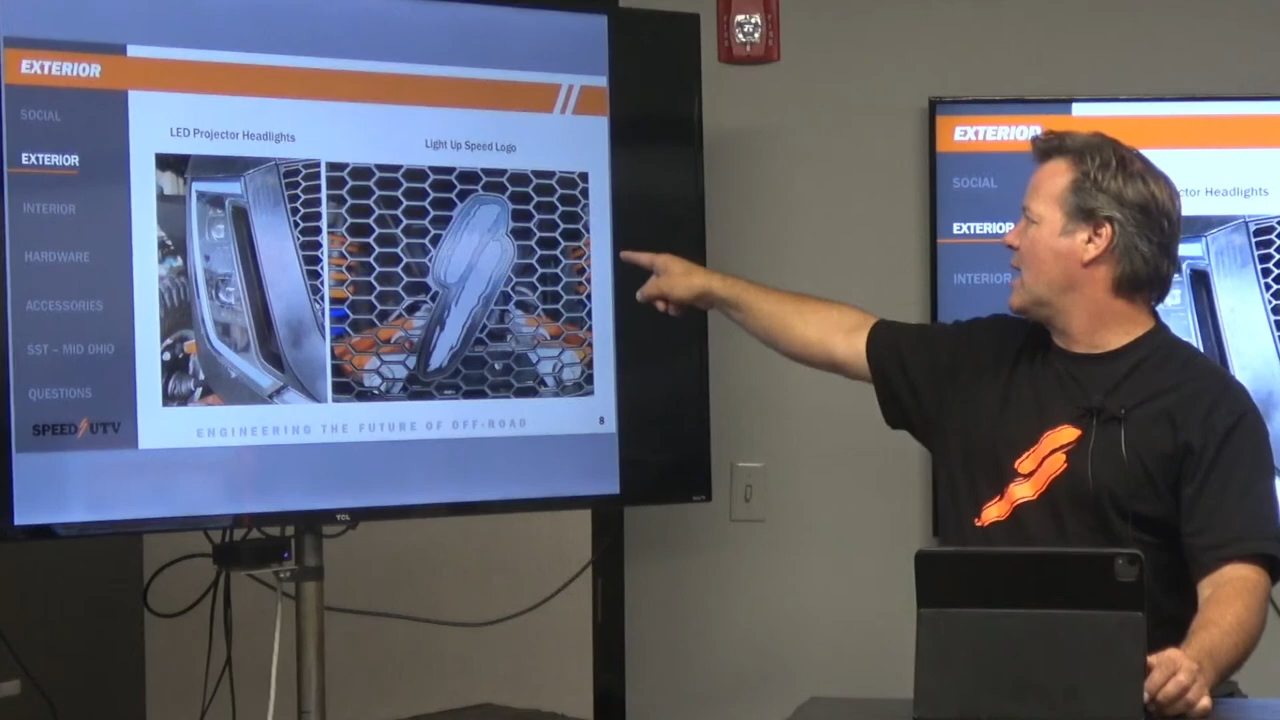 EXTERIOR
SOCIAL
EXTERIOR
INTERIOR
HARDWARE
ACCESSORIES
SST – MID OHIO
QUESTIONS
SPEED UTV
LED Projector Headlights
Light Up Speed Logo
ENGINEERING THE FUTURE OF OFF-ROAD
8
TCL
EXTERIOR
SOCIAL
EXTERIOR
INTERIOR
ctor Headlights